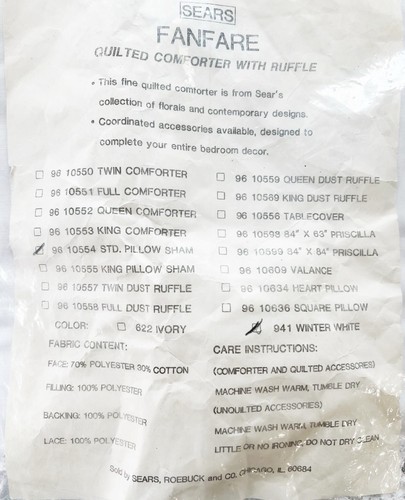 SEARS
FANFARE
QUILTED COMFORTER WITH RUFFLE
• This fine quilted comforter is from Sear's
collection of florals and contemporary designs.
• Coordinated accessories available, designed to
complete your entire bedroom decor.
96 10550 TWIN COMFORTER
96 10551 FULL COMFORTER
96 10552 QUEEN COMFORTER
96 10553 KING COMFORTER
96 10554 STD. PILLOW SHAM
96 10555 KING PILLOW SHAM
96 10557 TWIN DUST RUFFLE
96 10558 FULL DUST RUFFLE
96 10559 QUEEN DUST RUFFLE
96 10589 KING DUST RUFFLE
96 10556 TABLECOVER
96 10598 84" X 63" PRISCILLA
96 10599 84" X 84" PRISCILLA
96 10609 VALANCE
96 10634 HEART PILLOW
96 10636 SQUARE PILLOW
COLOR: 622 IVORY 941 WINTER WHITE
FABRIC CONTENT:
FACE: 70% POLYESTER 30% COTTON
FILLING: 100% POLYESTER
BACKING: 100% POLYESTER
LACE: 100% POLYESTER
CARE INSTRUCTIONS:
(COMFORTER AND QUILTED ACCESSORIES)
MACHINE WASH WARM, TUMBLE DRY
(UNQUILTED ACCESSORIES)
MACHINE WASH WARM, TUMBLE DRY
LITTLE OR NO IRONING, DO NOT DRY CLEAN
Sold by SEARS, ROEBUCK and CO. CHICAGO, IL 60684